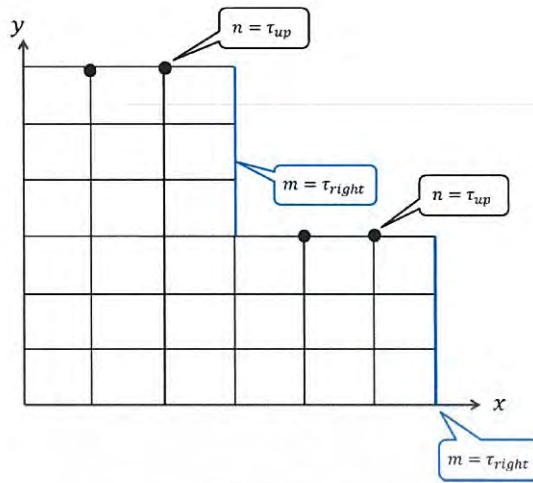 y
n = τ_up
m = τ_right
n = τ_up
x
m = τ_right